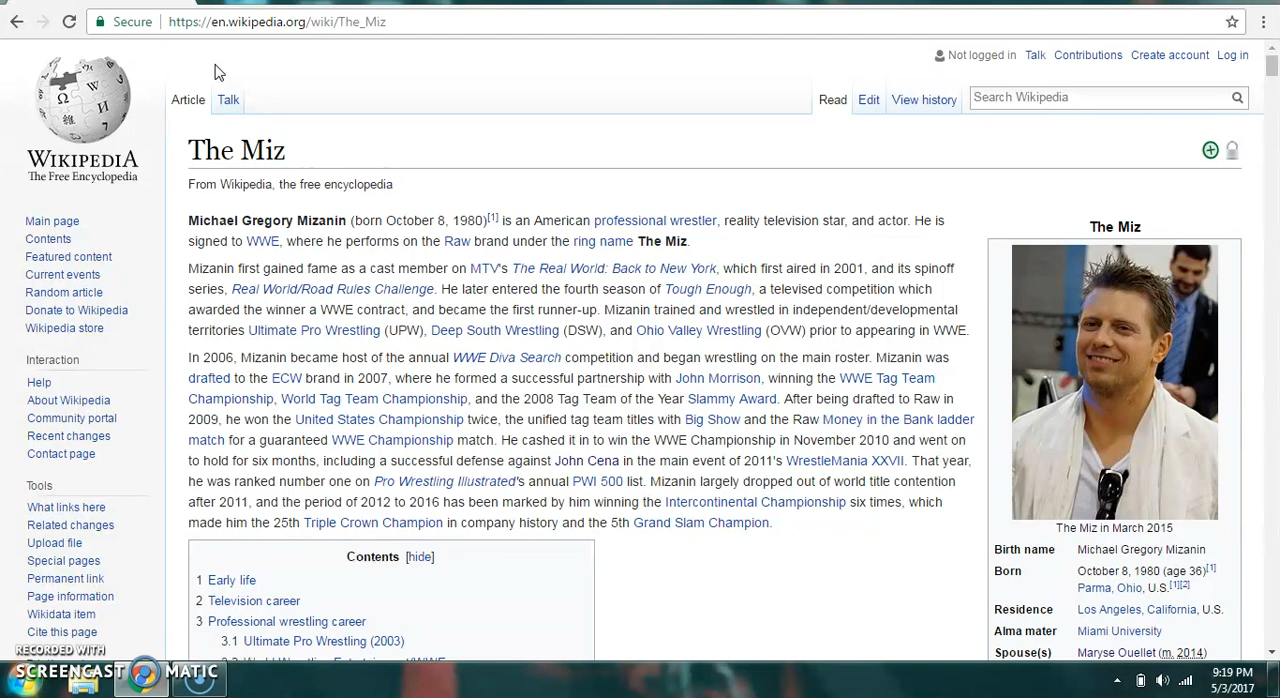 Secure https://en.wikipedia.org/wiki/The_Miz
Not logged in Talk Contributions Create account Log in
Article Talk Read Edit View history Search Wikipedia
WIKIPEDIA
The Free Encyclopedia
Main page
Contents
Featured content
Current events
Random article
Donate to Wikipedia
Wikipedia store
Interaction
Help
About Wikipedia
Community portal
Recent changes
Contact page
Tools
What links here
Related changes
Upload file
Special pages
Permanent link
Page information
Wikidata item
Cite this page
The Miz
From Wikipedia, the free encyclopedia
Michael Gregory Mizanin (born October 8, 1980)[1] is an American professional wrestler, reality television star, and actor. He is
signed to WWE, where he performs on the Raw brand under the ring name The Miz.
Mizanin first gained fame as a cast member on MTV's The Real World: Back to New York, which first aired in 2001, and its spinoff
series, Real World/Road Rules Challenge. He later entered the fourth season of Tough Enough, a televised competition which
awarded the winner a WWE contract, and became the first runner-up. Mizanin trained and wrestled in independent/developmental
territories Ultimate Pro Wrestling (UPW), Deep South Wrestling (DSW), and Ohio Valley Wrestling (OVW) prior to appearing in WWE.
In 2006, Mizanin became host of the annual WWE Diva Search competition and began wrestling on the main roster. Mizanin was
drafted to the ECW brand in 2007, where he formed a successful partnership with John Morrison, winning the WWE Tag Team
Championship, World Tag Team Championship, and the 2008 Tag Team of the Year Slammy Award. After being drafted to Raw in
2009, he won the United States Championship twice, the unified tag team titles with Big Show and the Raw Money in the Bank ladder
match for a guaranteed WWE Championship match. He cashed it in to win the WWE Championship in November 2010 and went on
to hold for six months, including a successful defense against John Cena in the main event of 2011's WrestleMania XXVII. That year,
he was ranked number one on Pro Wrestling Illustrated's annual PWI 500 list. Mizanin largely dropped out of world title contention
after 2011, and the period of 2012 to 2016 has been marked by him winning the Intercontinental Championship six times, which
made him the 25th Triple Crown Champion in company history and the 5th Grand Slam Champion.
Contents [hide]
1 Early life
2 Television career
3 Professional wrestling career
3.1 Ultimate Pro Wrestling (2003)
The Miz
The Miz in March 2015
Birth name Michael Gregory Mizanin
Born October 8, 1980 (age 36)[1]
Parma, Ohio, U.S.[1][2]
Residence Los Angeles, California, U.S.
Alma mater Miami University
Spouse(s) Maryse Ouellet (m. 2014)
RECORDED WITH
SCREENCAST MATIC
9:19 PM
5/3/2017